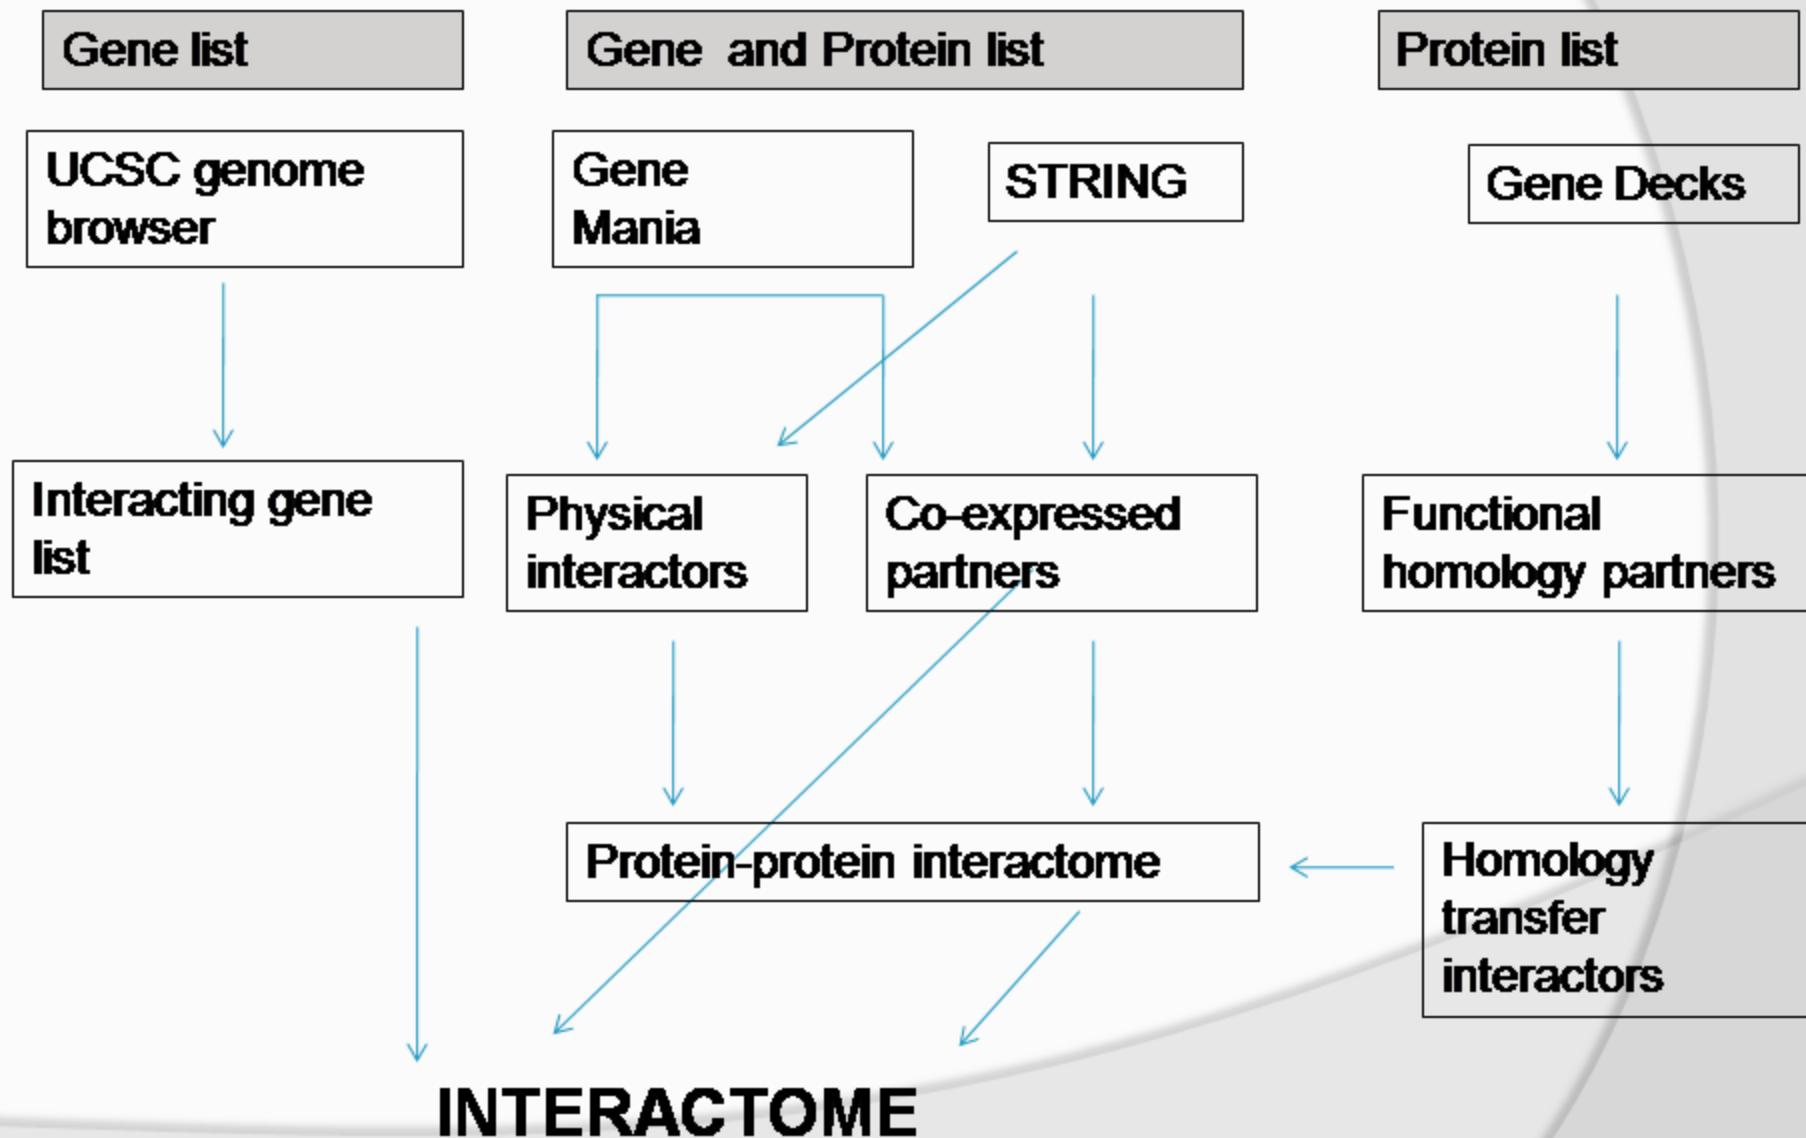 Gene list
Gene and Protein list
Protein list
UCSC genome
browser
Gene
Mania
STRING
Gene Decks
Interacting gene
list
Physical
interactors
Co-expressed
partners
Functional
homology partners
Protein-protein interactome
Homology
transfer
interactors
INTERACTOME